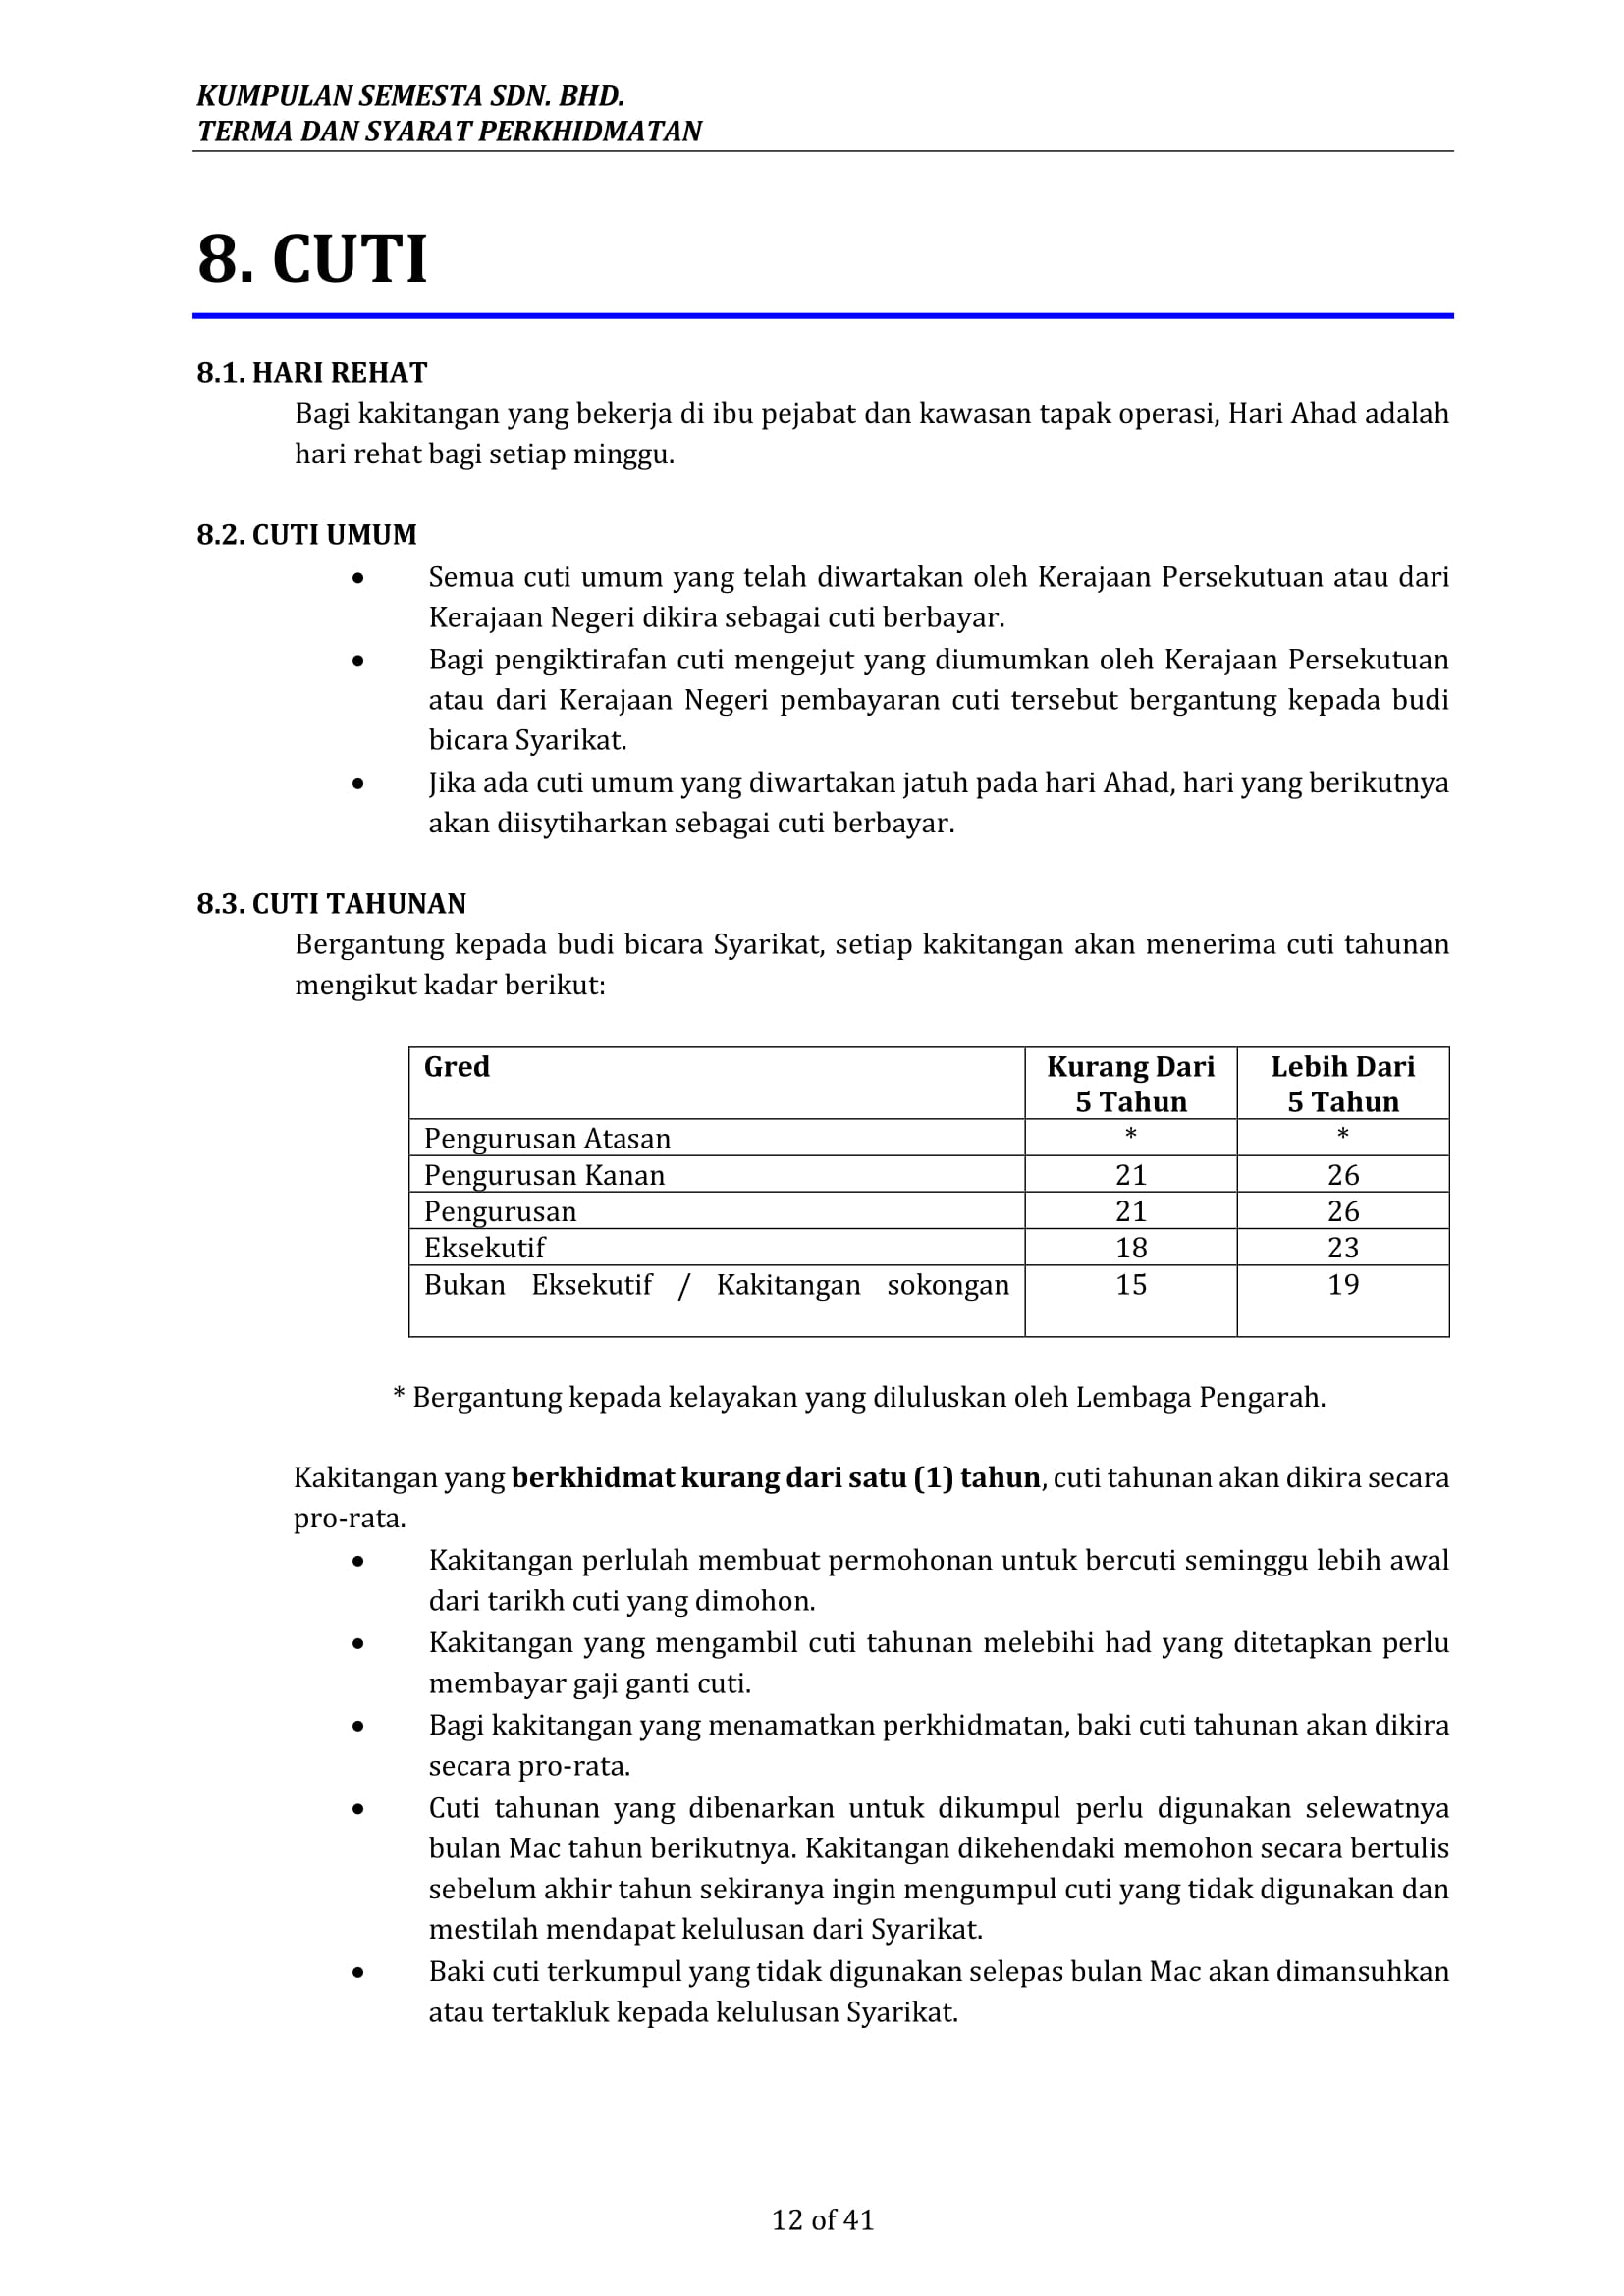 KUMPULAN SEMESTA SDN. BHD.
TERMA DAN SYARAT PERKHIDMATAN
8. CUTI
8.1. HARI REHAT
Bagi kakitangan yang bekerja di ibu pejabat dan kawasan tapak operasi, Hari Ahad adalah
hari rehat bagi setiap minggu.
8.2. CUTI UMUM
• Semua cuti umum yang telah diwartakan oleh Kerajaan Persekutuan atau dari
Kerajaan Negeri dikira sebagai cuti berbayar.
• Bagi pengiktirafan cuti mengejut yang diumumkan oleh Kerajaan Persekutuan
atau dari Kerajaan Negeri pembayaran cuti tersebut bergantung kepada budi
bicara Syarikat.
• Jika ada cuti umum yang diwartakan jatuh pada hari Ahad, hari yang berikutnya
akan diisytiharkan sebagai cuti berbayar.
8.3. CUTI TAHUNAN
Bergantung kepada budi bicara Syarikat, setiap kakitangan akan menerima cuti tahunan
mengikut kadar berikut:
Gred Kurang Dari Lebih Dari
5 Tahun 5 Tahun
Pengurusan Atasan * *
Pengurusan Kanan 21 26
Pengurusan 21 26
Eksekutif 18 23
Bukan Eksekutif / Kakitangan sokongan 15 19
* Bergantung kepada kelayakan yang diluluskan oleh Lembaga Pengarah.
Kakitangan yang berkhidmat kurang dari satu (1) tahun, cuti tahunan akan dikira secara
pro-rata.
• Kakitangan perlulah membuat permohonan untuk bercuti seminggu lebih awal
dari tarikh cuti yang dimohon.
• Kakitangan yang mengambil cuti tahunan melebihi had yang ditetapkan perlu
membayar gaji ganti cuti.
• Bagi kakitangan yang menamatkan perkhidmatan, baki cuti tahunan akan dikira
secara pro-rata.
• Cuti tahunan yang dibenarkan untuk dikumpul perlu digunakan selewatnya
bulan Mac tahun berikutnya. Kakitangan dikehendaki memohon secara bertulis
sebelum akhir tahun sekiranya ingin mengumpul cuti yang tidak digunakan dan
mestilah mendapat kelulusan dari Syarikat.
• Baki cuti terkumpul yang tidak digunakan selepas bulan Mac akan dimansuhkan
atau tertakluk kepada kelulusan Syarikat.
12 of 41